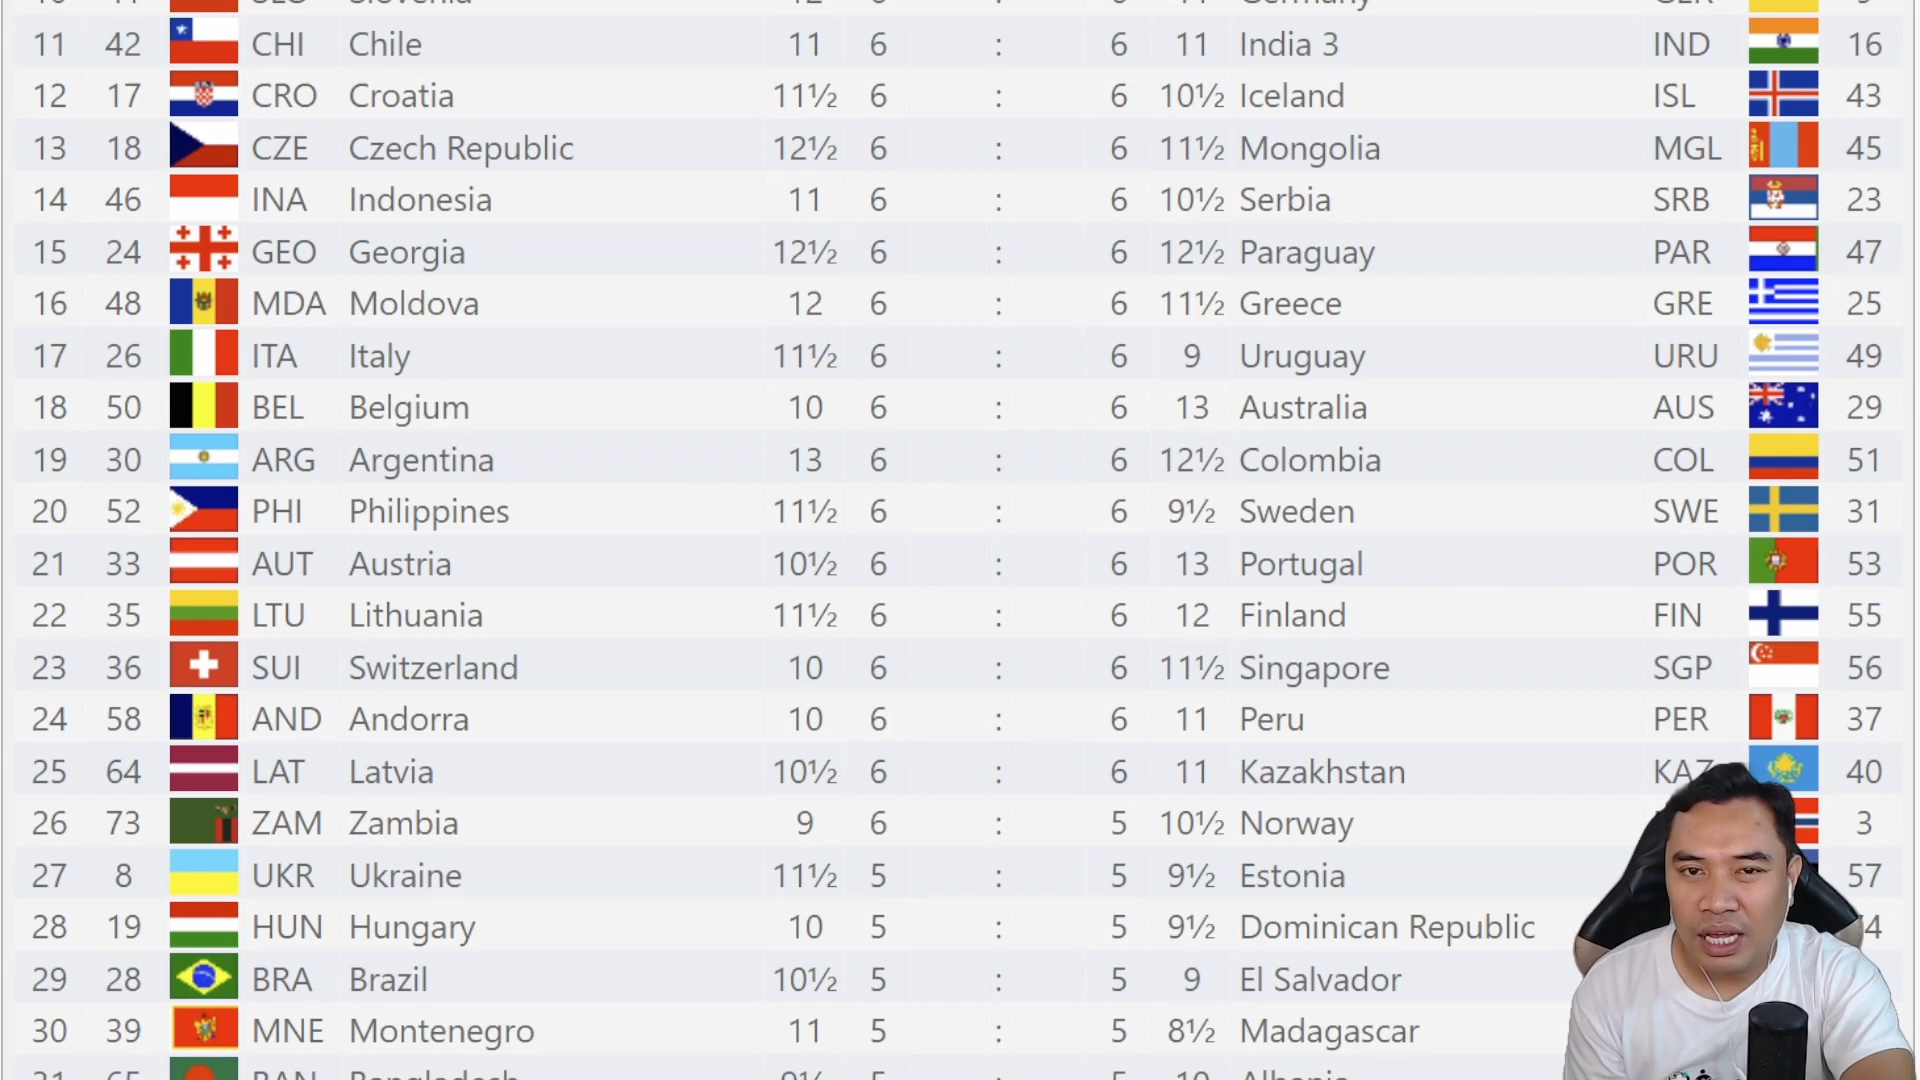 11 42 CHI Chile 11 6 : 6 11 India 3 IND 16
12 17 CRO Croatia 11½ 6 : 6 10½ Iceland ISL 43
13 18 CZE Czech Republic 12½ 6 : 6 11½ Mongolia MGL 45
14 46 INA Indonesia 11 6 : 6 10½ Serbia SRB 23
15 24 GEO Georgia 12½ 6 : 6 12½ Paraguay PAR 47
16 48 MDA Moldova 12 6 : 6 11½ Greece GRE 25
17 26 ITA Italy 11½ 6 : 6 9 Uruguay URU 49
18 50 BEL Belgium 10 6 : 6 13 Australia AUS 29
19 30 ARG Argentina 13 6 : 6 12½ Colombia COL 51
20 52 PHI Philippines 11½ 6 : 6 9½ Sweden SWE 31
21 33 AUT Austria 10½ 6 : 6 13 Portugal POR 53
22 35 LTU Lithuania 11½ 6 : 6 12 Finland FIN 55
23 36 SUI Switzerland 10 6 : 6 11½ Singapore SGP 56
24 58 AND Andorra 10 6 : 6 11 Peru PER 37
25 64 LAT Latvia 10½ 6 : 6 11 Kazakhstan KAZ 40
26 73 ZAM Zambia 9 6 : 5 10½ Norway 3
27 8 UKR Ukraine 11½ 5 : 5 9½ Estonia 57
28 19 HUN Hungary 10 5 : 5 9½ Dominican Republic
29 28 BRA Brazil 10½ 5 : 5 9 El Salvador
30 39 MNE Montenegro 11 5 : 5 8½ Madagascar